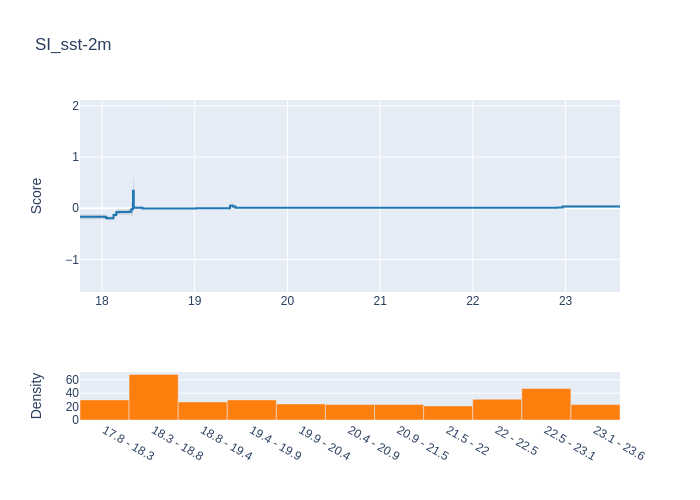 SI_sst-2m
Score
2
1
0
−1
18
19
20
21
22
23
Density
60
40
20
0
17.8 - 18.3
18.3 - 18.8
18.8 - 19.4
19.4 - 19.9
19.9 - 20.4
20.4 - 20.9
20.9 - 21.5
21.5 - 22
22 - 22.5
22.5 - 23.1
23.1 - 23.6